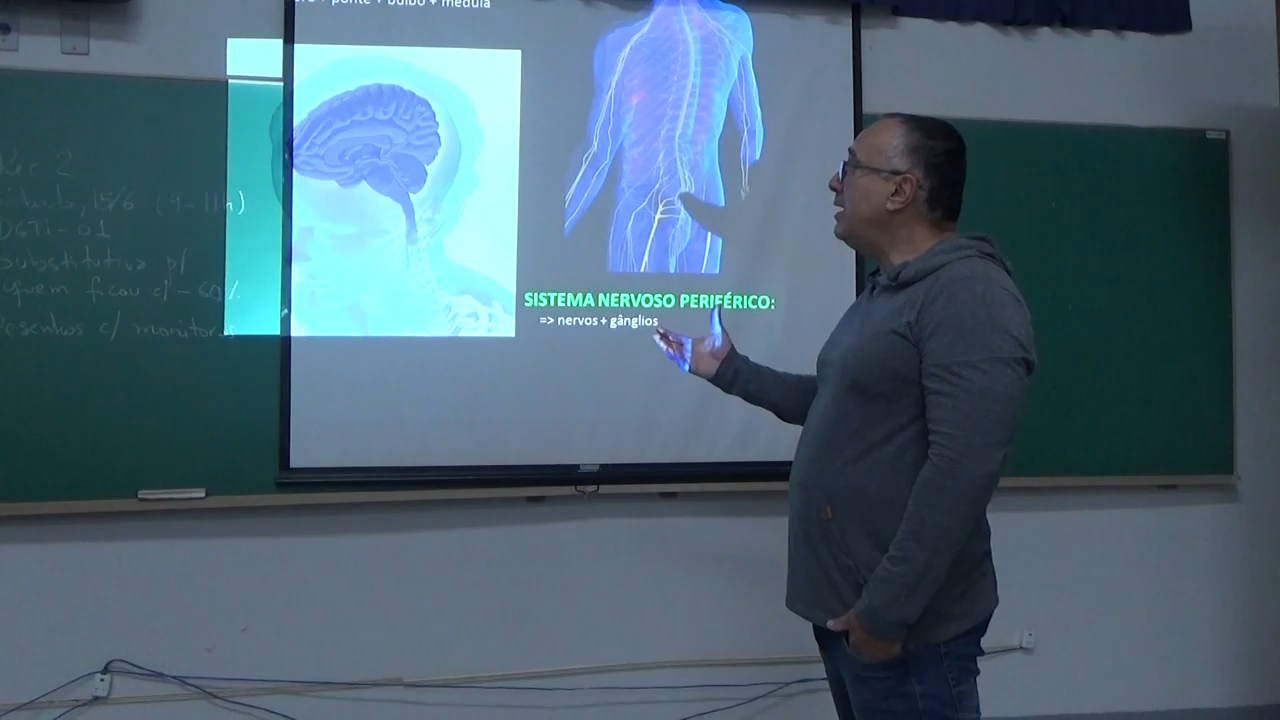 ponte + bulbo + medula
SISTEMA NERVOSO PERIFÉRICO:
=> nervos + gânglios
2
15/6 (9-11h)
substitutiva p/
quem ficou c/ - 60%
Desenhos c/ monitores